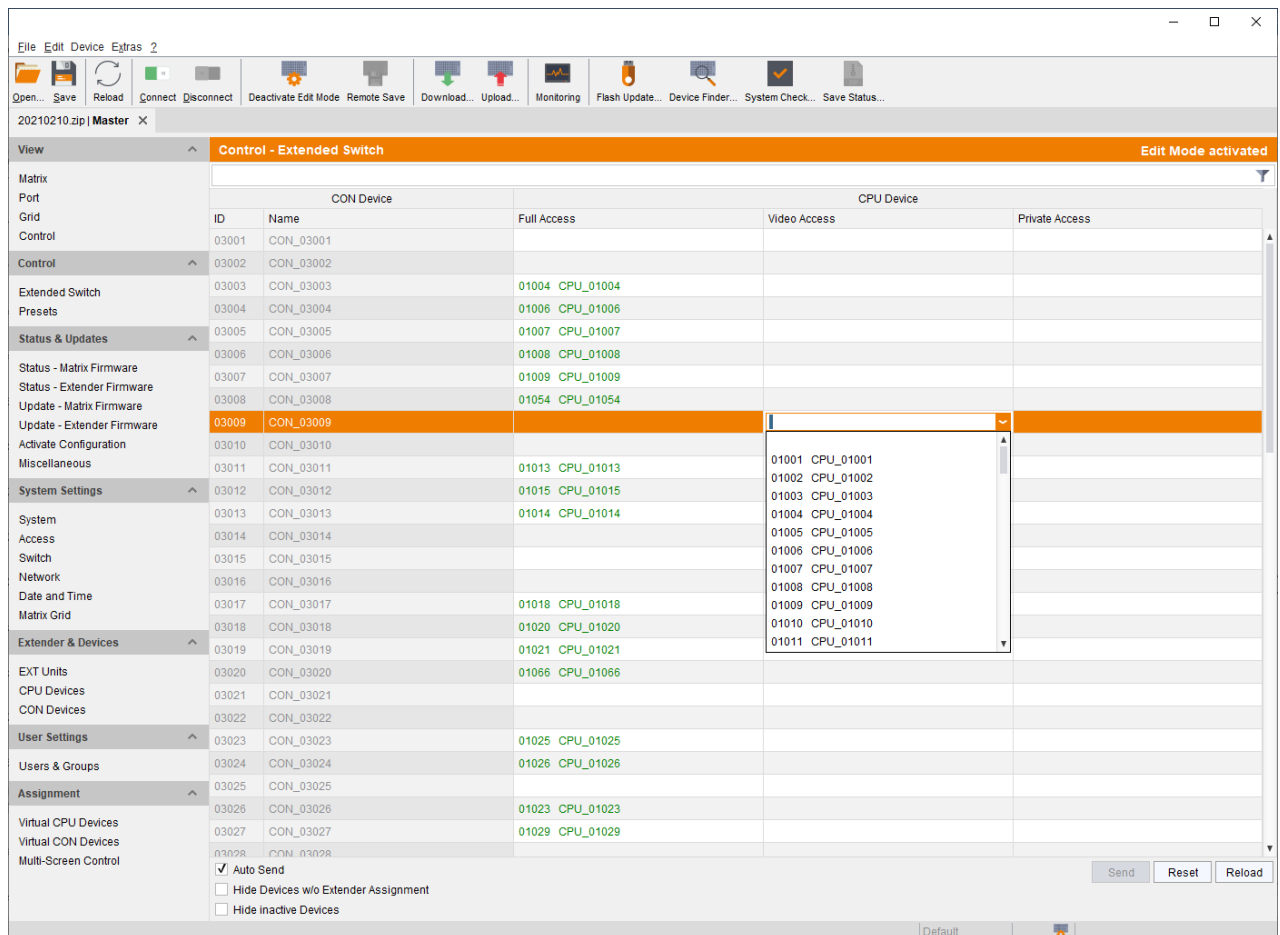 File Edit Device Extras ?
Open... Save Reload Connect Disconnect Deactivate Edit Mode Remote Save Download... Upload... Monitoring Flash Update... Device Finder... System Check... Save Status...
20210210.zip | Master
View
Matrix
Port
Grid
Control
Control
Extended Switch
Presets
Status & Updates
Status - Matrix Firmware
Status - Extender Firmware
Update - Matrix Firmware
Update - Extender Firmware
Activate Configuration
Miscellaneous
System Settings
System
Access
Switch
Network
Date and Time
Matrix Grid
Extender & Devices
EXT Units
CPU Devices
CON Devices
User Settings
Users & Groups
Assignment
Virtual CPU Devices
Virtual CON Devices
Multi-Screen Control
Control - Extended Switch Edit Mode activated
CON Device CPU Device
ID Name Full Access Video Access Private Access
03001 CON_03001
03002 CON_03002
03003 CON_03003 01004 CPU_01004
03004 CON_03004 01006 CPU_01006
03005 CON_03005 01007 CPU_01007
03006 CON_03006 01008 CPU_01008
03007 CON_03007 01009 CPU_01009
03008 CON_03008 01054 CPU_01054
03009 CON_03009
03010 CON_03010
03011 CON_03011 01013 CPU_01013
03012 CON_03012 01015 CPU_01015
03013 CON_03013 01014 CPU_01014
03014 CON_03014
03015 CON_03015
03016 CON_03016
03017 CON_03017 01018 CPU_01018
03018 CON_03018 01020 CPU_01020
03019 CON_03019 01021 CPU_01021
03020 CON_03020 01066 CPU_01066
03021 CON_03021
03022 CON_03022
03023 CON_03023 01025 CPU_01025
03024 CON_03024 01026 CPU_01026
03025 CON_03025
03026 CON_03026 01023 CPU_01023
03027 CON_03027 01029 CPU_01029
03028 CON_03028
01001 CPU_01001
01002 CPU_01002
01003 CPU_01003
01004 CPU_01004
01005 CPU_01005
01006 CPU_01006
01007 CPU_01007
01008 CPU_01008
01009 CPU_01009
01010 CPU_01010
01011 CPU_01011
Auto Send
Hide Devices w/o Extender Assignment
Hide inactive Devices
Send Reset Reload
Default